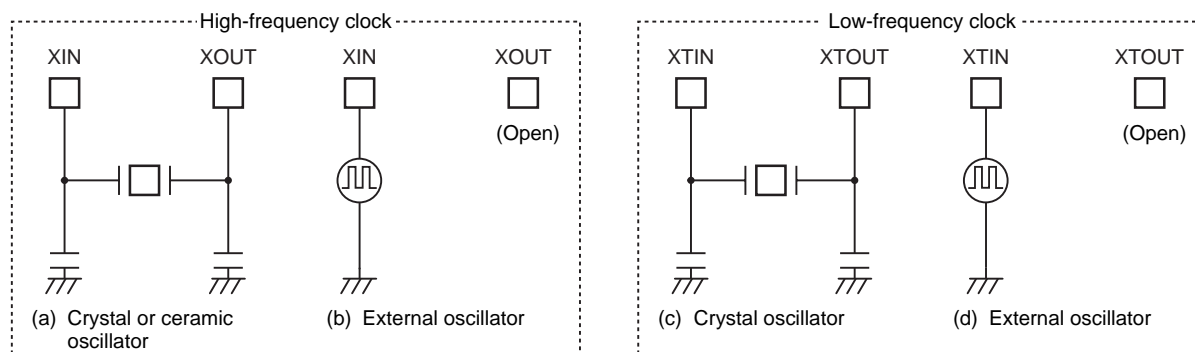 High-frequency clock
XIN XOUT XIN XOUT
(Open)
(a) Crystal or ceramic
oscillator
(b) External oscillator
Low-frequency clock
XTIN XTOUT XTIN XTOUT
(Open)
(c) Crystal oscillator
(d) External oscillator